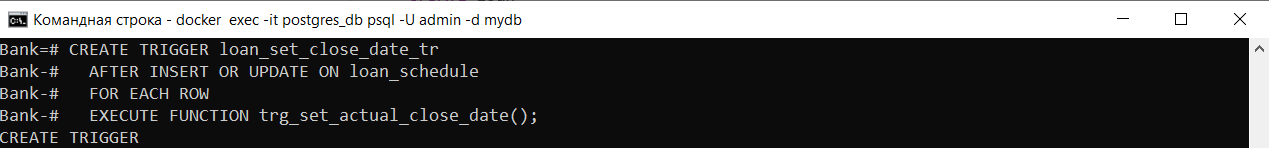 Командная строка - docker  exec -it postgres_db psql -U admin -d mydb
Bank=# CREATE TRIGGER loan_set_close_date_tr
Bank-#   AFTER INSERT OR UPDATE ON loan_schedule
Bank-#   FOR EACH ROW
Bank-#   EXECUTE FUNCTION trg_set_actual_close_date();
CREATE TRIGGER